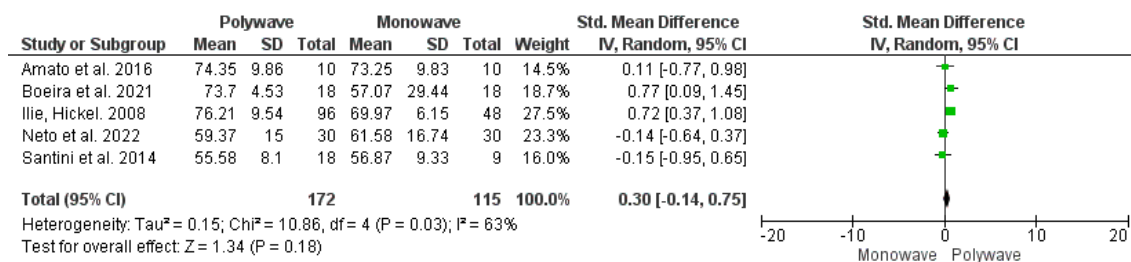 Polywave Monowave Std. Mean Difference Std. Mean Difference
Study or Subgroup Mean SD Total Mean SD Total Weight IV, Random, 95% CI IV, Random, 95% CI
Amato et al. 2016 74.35 9.86 10 73.25 9.83 10 14.5% 0.11 [-0.77, 0.98]
Boeira et al. 2021 73.7 4.53 18 57.07 29.44 18 18.7% 0.77 [0.09, 1.45]
Ilie, Hickel. 2008 76.21 9.54 96 69.97 6.15 48 27.5% 0.72 [0.37, 1.08]
Neto et al. 2022 59.37 15 30 61.58 16.74 30 23.3% -0.14 [-0.64, 0.37]
Santini et al. 2014 55.58 8.1 18 56.87 9.33 9 16.0% -0.15 [-0.95, 0.65]
Total (95% CI) 172 115 100.0% 0.30 [-0.14, 0.75]
Heterogeneity: Tau² = 0.15; Chi² = 10.86, df = 4 (P = 0.03); I² = 63%
Test for overall effect: Z = 1.34 (P = 0.18)
-20 -10 0 10 20
Monowave Polywave